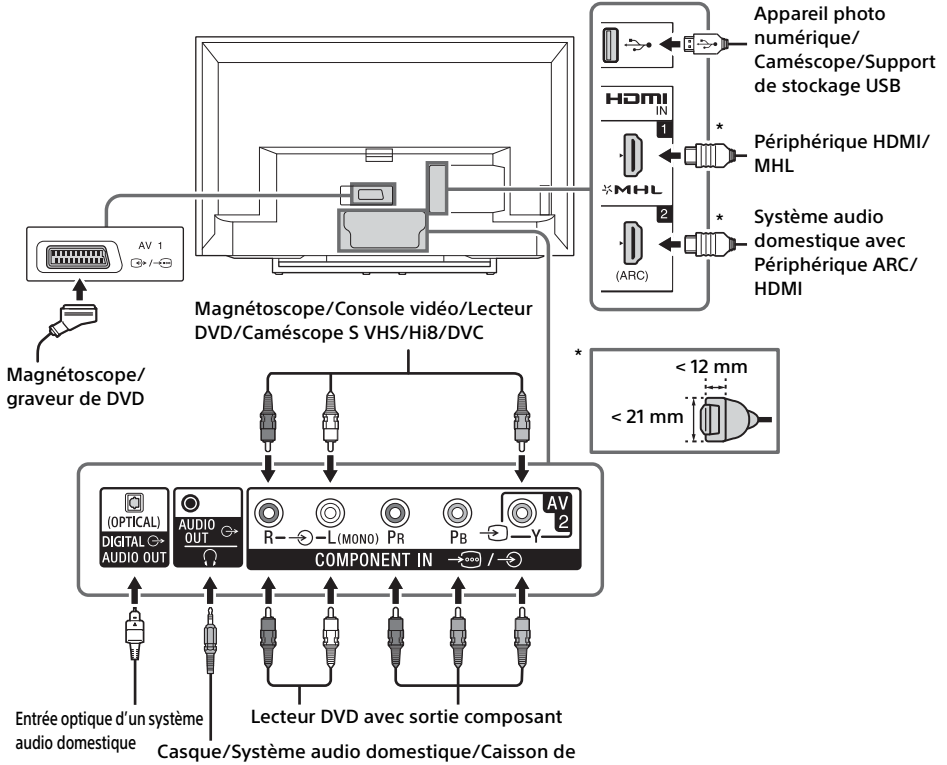 Appareil photo
numérique/
Caméscope/Support
de stockage USB
HDMI
IN
1
*
Périphérique HDMI/
MHL
MHL
2
*
Système audio
domestique avec
Périphérique ARC/
HDMI
(ARC)
AV 1
Magnétoscope/
graveur de DVD
Magnétoscope/Console vidéo/Lecteur
DVD/Caméscope S VHS/Hi8/DVC
*
< 12 mm
< 21 mm
(OPTICAL)
DIGITAL
AUDIO OUT
AUDIO
OUT
R
L(MONO)
PR
PB
Y
AV
2
COMPONENT IN
/
Entrée optique d'un système
audio domestique
Lecteur DVD avec sortie composant
Casque/Système audio domestique/Caisson de